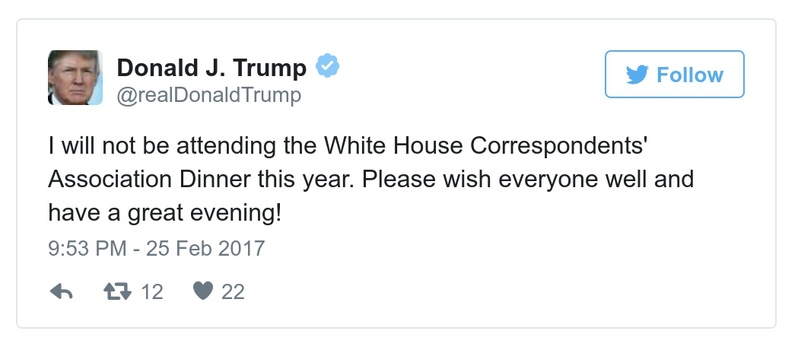 Donald J. Trump
@realDonaldTrump
Follow
I will not be attending the White House Correspondents'
Association Dinner this year. Please wish everyone well and
have a great evening!
9:53 PM - 25 Feb 2017
12 22